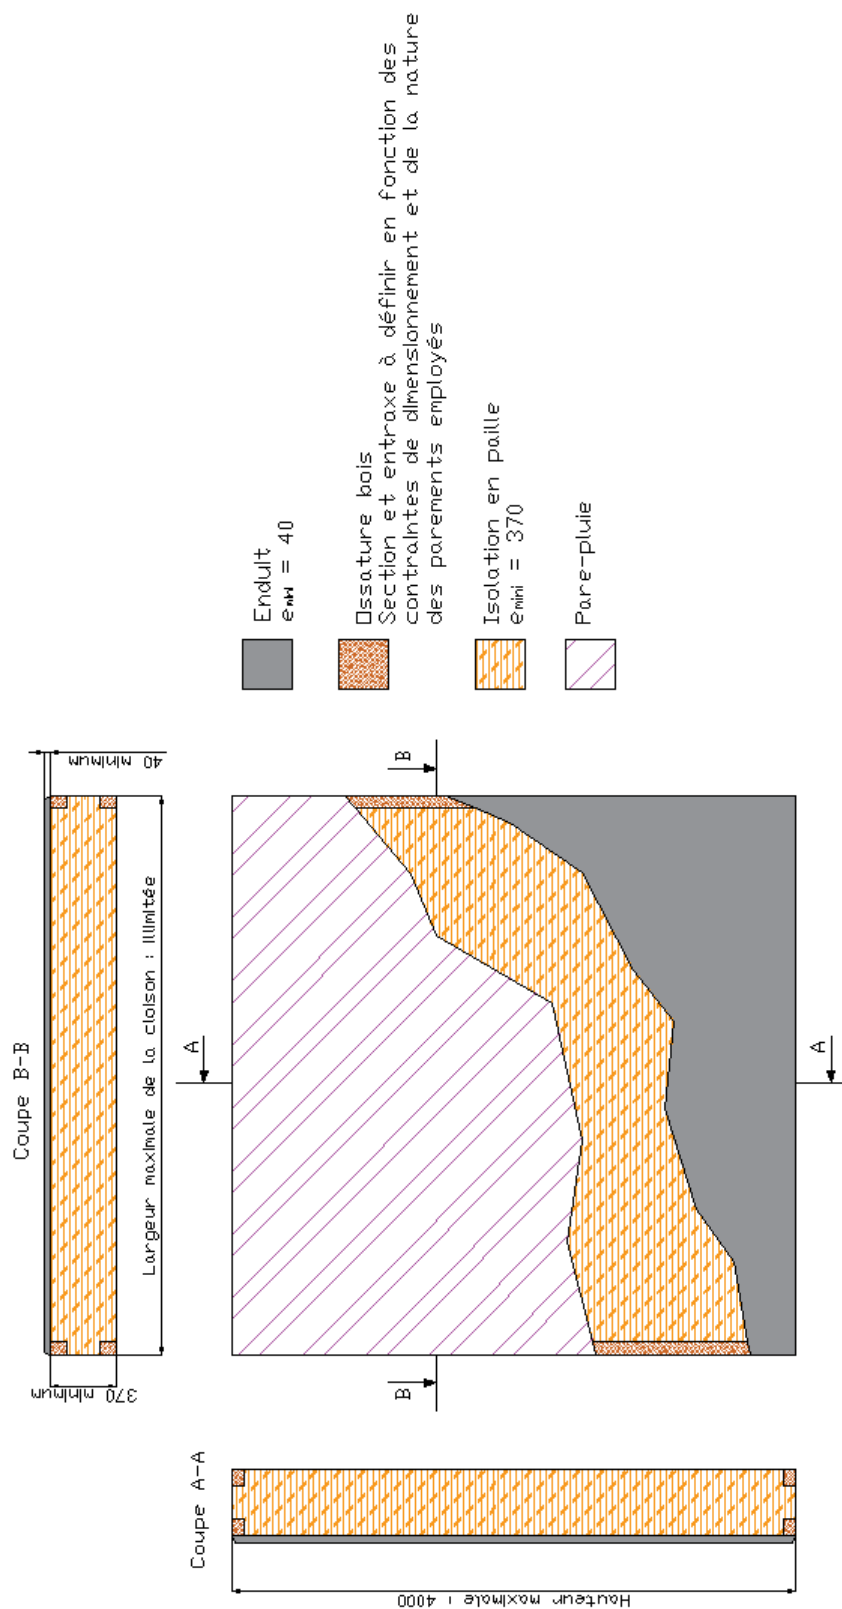 Coupe B-B
40 minimum
Largeur maximale de la cloison : Illimitée
370 minimum
A
A
B
B
Coupe A-A
Hauteur maximale : 4000
Enduit
emini = 40
Ossature bois
Section et entraxe à définir en fonction des
contraintes de dimensionnement et de la nature
des parements employés
Isolation en paille
emini = 370
Pare-pluie